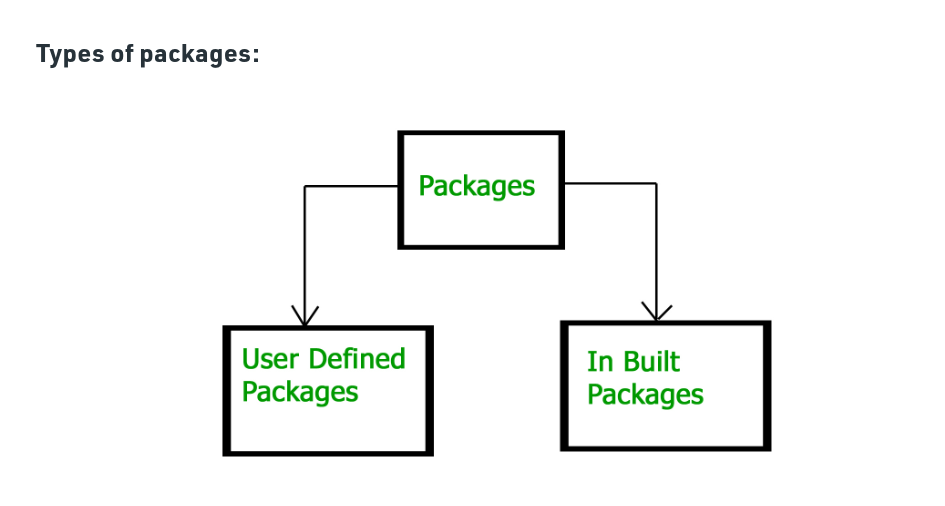 Types of packages:
Packages
User Defined
Packages
In Built
Packages